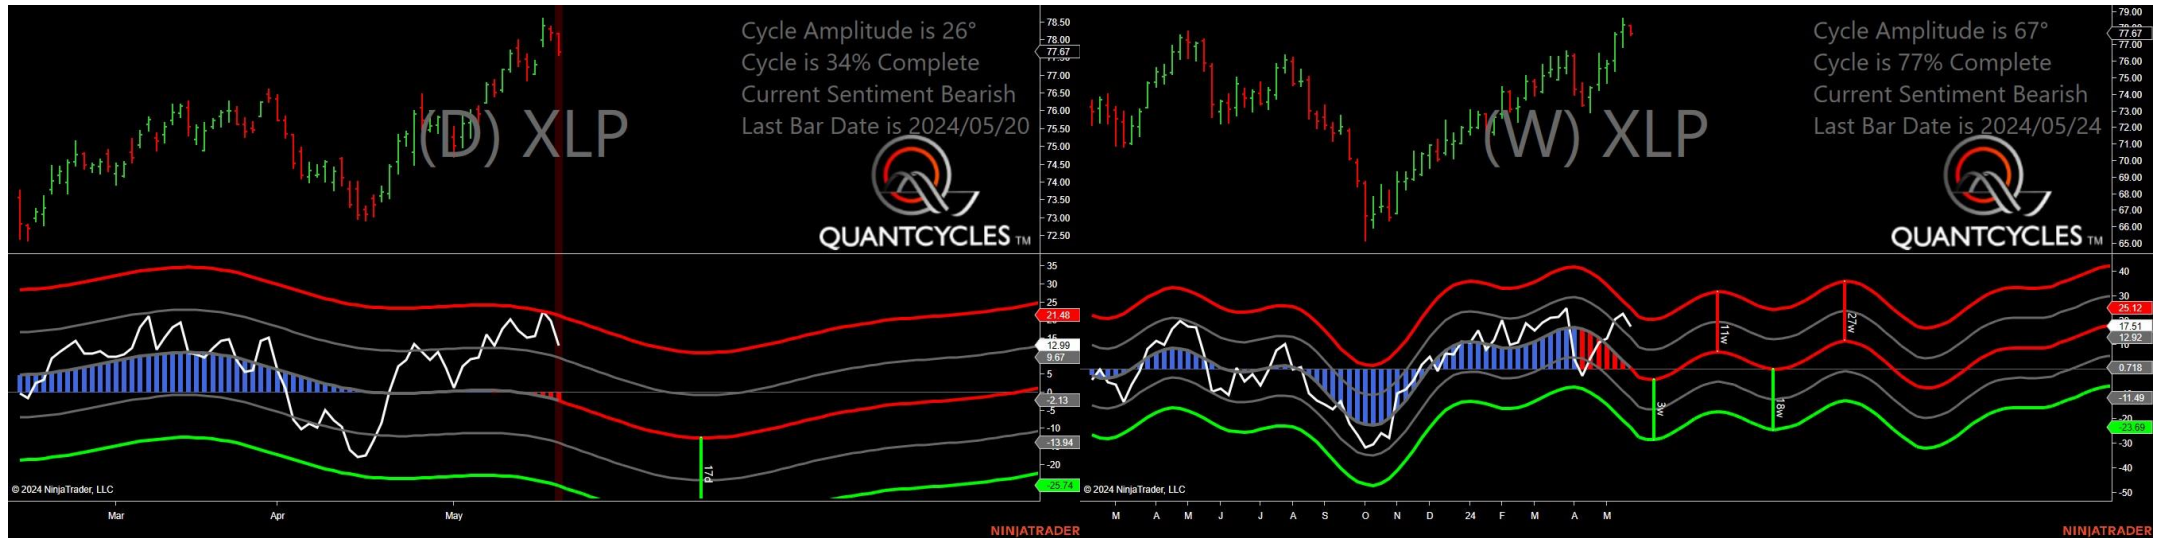 Cycle Amplitude is 26°
Cycle is 34% Complete
Current Sentiment Bearish
Last Bar Date is 2024/05/20
(D) XLP
QUANTCYCLES TM
78.50
78.00
77.67
77.00
76.50
76.00
75.50
75.00
74.50
74.00
73.50
73.00
72.50
35
30
25
21.48
12.99
9.67
5
0
-2.13
-5
-10
-13.94
-20
-25.74
17d
© 2024 NinjaTrader, LLC
Mar
Apr
May
NINJATRADER
Cycle Amplitude is 67°
Cycle is 77% Complete
Current Sentiment Bearish
Last Bar Date is 2024/05/24
(W) XLP
QUANTCYCLES TM
79.00
77.67
77.00
76.00
75.00
74.00
73.00
72.00
71.00
70.00
69.00
68.00
67.00
66.00
65.00
40
30
25.12
17.51
12.92
0.718
-11.49
-20
-23.69
-30
-40
-50
3w
11w
18w
27w
© 2024 NinjaTrader, LLC
M A M J J A S O N D 24 F M A M
NINJATRADER